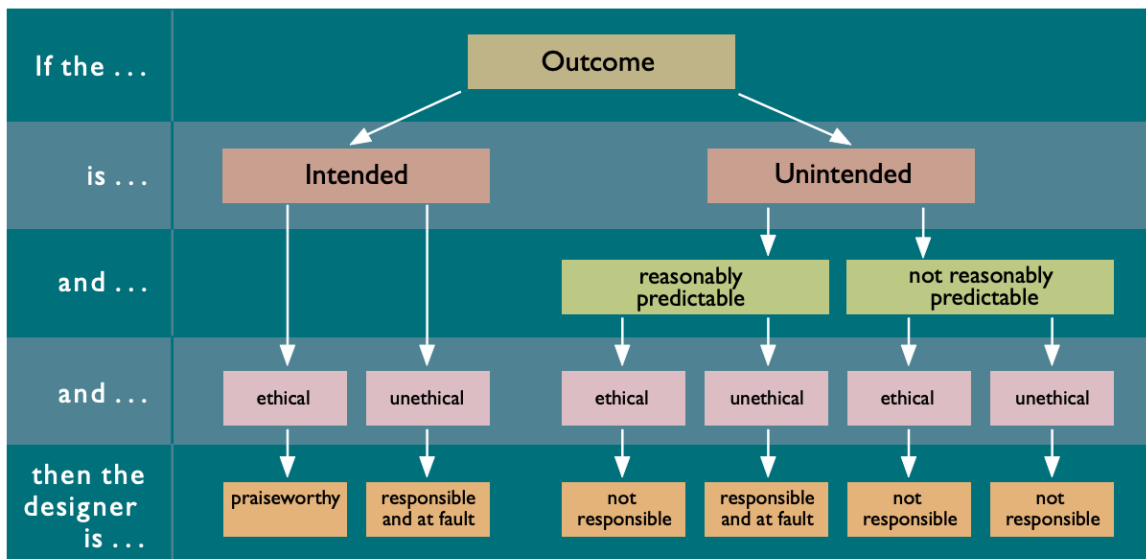 If the . . .
Outcome
is . . .
Intended
Unintended
and . . .
reasonably
predictable
not reasonably
predictable
and . . .
ethical
unethical
ethical
unethical
ethical
unethical
then the
designer
is . . .
praiseworthy
responsible
and at fault
not
responsible
responsible
and at fault
not
responsible
not
responsible